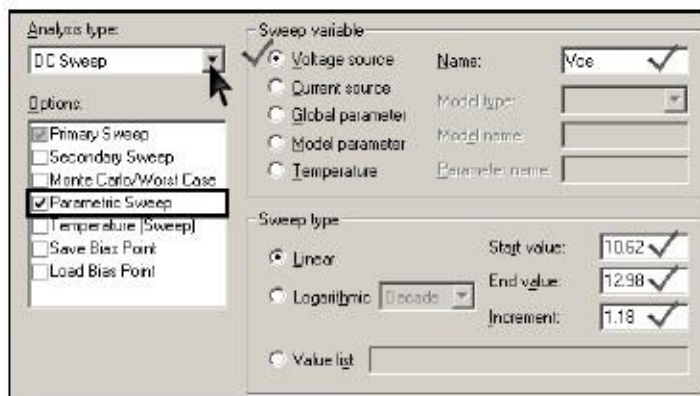 Analysis type:
DC Sweep
Options:
Primary Sweep
Secondary Sweep
Monte Carlo/Worst Case
Parametric Sweep
Temperature (Sweep)
Save Bias Point
Load Bias Point
Sweep variable
Voltage source
Current source
Global parameter
Model parameter
Temperature
Name: Vce
Model type:
Model name:
Parameter name:
Sweep type
Linear
Logarithmic Decade
Value list
Start value: 10.62
End value: 12.98
Increment: 1.18